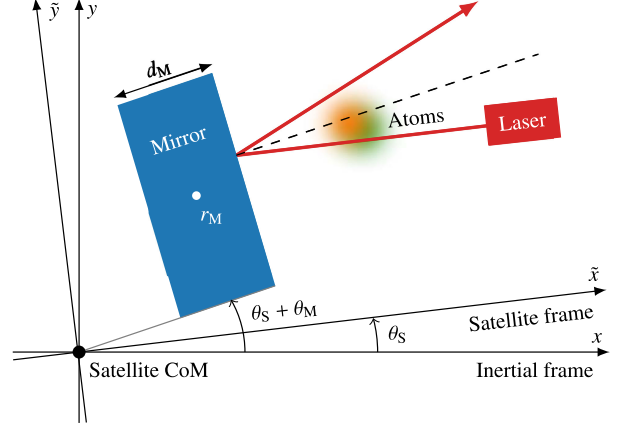 ỹ
y
d_M
Mirror
Atoms
Laser
r_M
x̃
θ_S + θ_M
Satellite frame
θ_S
x
Satellite CoM
Inertial frame